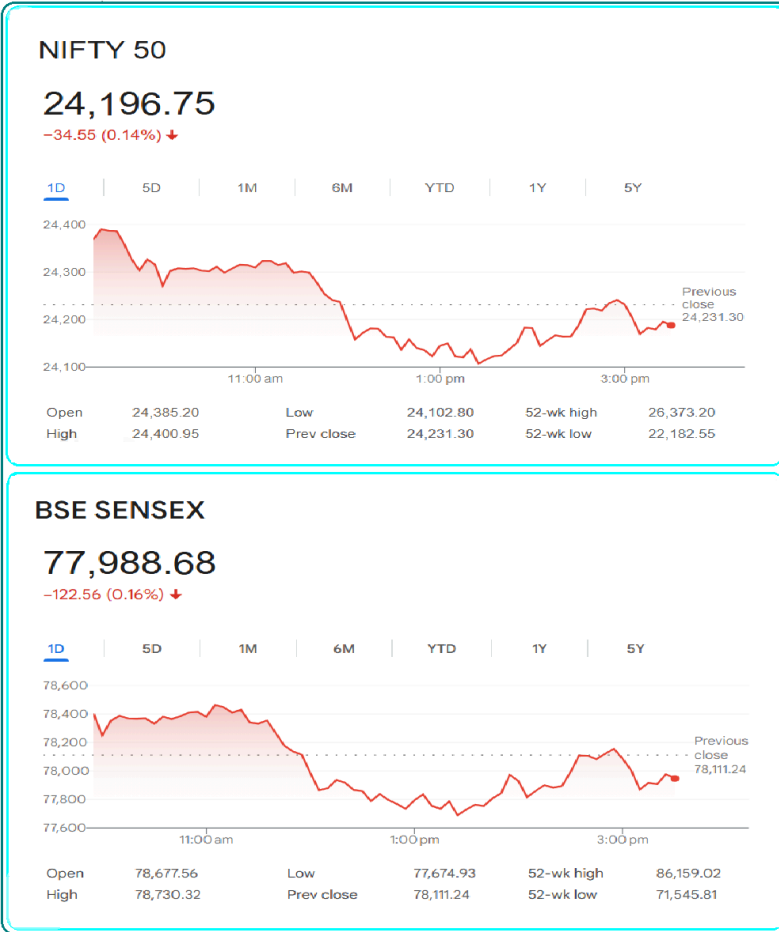 NIFTY 50
24,196.75
−34.55 (0.14%) ↓
1D 5D 1M 6M YTD 1Y 5Y
24,400
24,300
24,200
24,100
Previous
close
24,231.30
11:00 am 1:00 pm 3:00 pm
Open 24,385.20 Low 24,102.80 52-wk high 26,373.20
High 24,400.95 Prev close 24,231.30 52-wk low 22,182.55
BSE SENSEX
77,988.68
−122.56 (0.16%) ↓
1D 5D 1M 6M YTD 1Y 5Y
78,600
78,400
78,200
78,000
77,800
77,600
Previous
close
78,111.24
11:00 am 1:00 pm 3:00 pm
Open 78,677.56 Low 77,674.93 52-wk high 86,159.02
High 78,730.32 Prev close 78,111.24 52-wk low 71,545.81